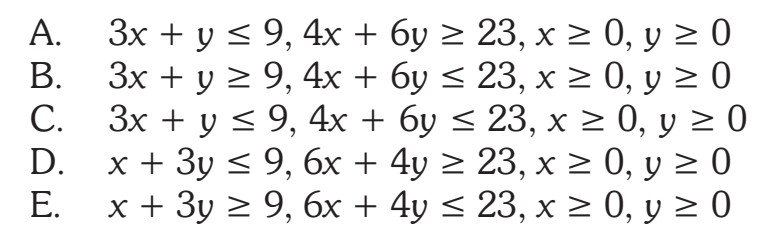 A. 3x + y ≤ 9, 4x + 6y ≥ 23, x ≥ 0, y ≥ 0
B. 3x + y ≥ 9, 4x + 6y ≤ 23, x ≥ 0, y ≥ 0
C. 3x + y ≤ 9, 4x + 6y ≤ 23, x ≥ 0, y ≥ 0
D. x + 3y ≤ 9, 6x + 4y ≥ 23, x ≥ 0, y ≥ 0
E. x + 3y ≥ 9, 6x + 4y ≤ 23, x ≥ 0, y ≥ 0